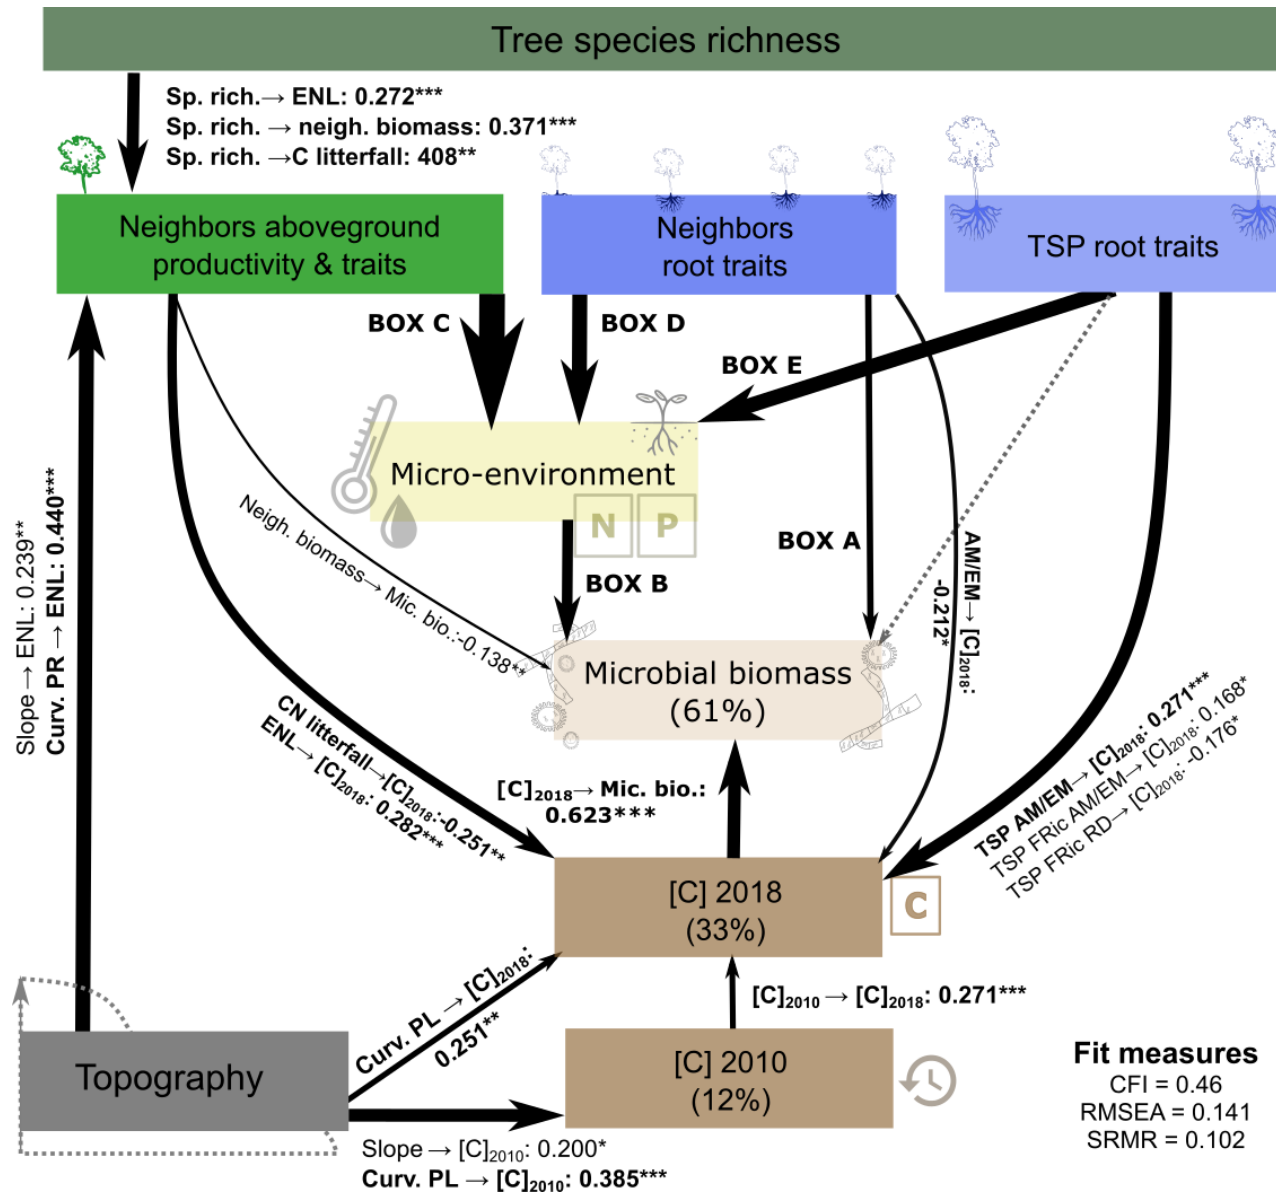 Tree species richness
Sp. rich.→ ENL: 0.272***
Sp. rich. → neigh. biomass: 0.371***
Sp. rich. →C litterfall: 408**
Neighbors aboveground
productivity & traits
Neighbors
root traits
TSP root traits
BOX C
BOX D
BOX E
Micro-environment
N
P
BOX B
BOX A
Neigh. biomass→ Mic. bio.:-0.138**
AM/EM→ [C]2018:
-0.212*
Slope → ENL: 0.239**
Curv. PR → ENL: 0.440***
Microbial biomass
(61%)
CN litterfall→[C]2018:-0.251**
ENL→[C]2018: 0.282***
[C]2018→ Mic. bio.:
0.623***
TSP AM/EM→ [C]2018: 0.271***
TSP FRic AM/EM→ [C]2018: 0.168*
TSP FRic RD→ [C]2018: -0.176*
[C] 2018
(33%)
C
Curv. PL → [C]2018:
0.251**
[C]2010 → [C]2018: 0.271***
Topography
[C] 2010
(12%)
Slope → [C]2010: 0.200*
Curv. PL → [C]2010: 0.385***
Fit measures
CFI = 0.46
RMSEA = 0.141
SRMR = 0.102